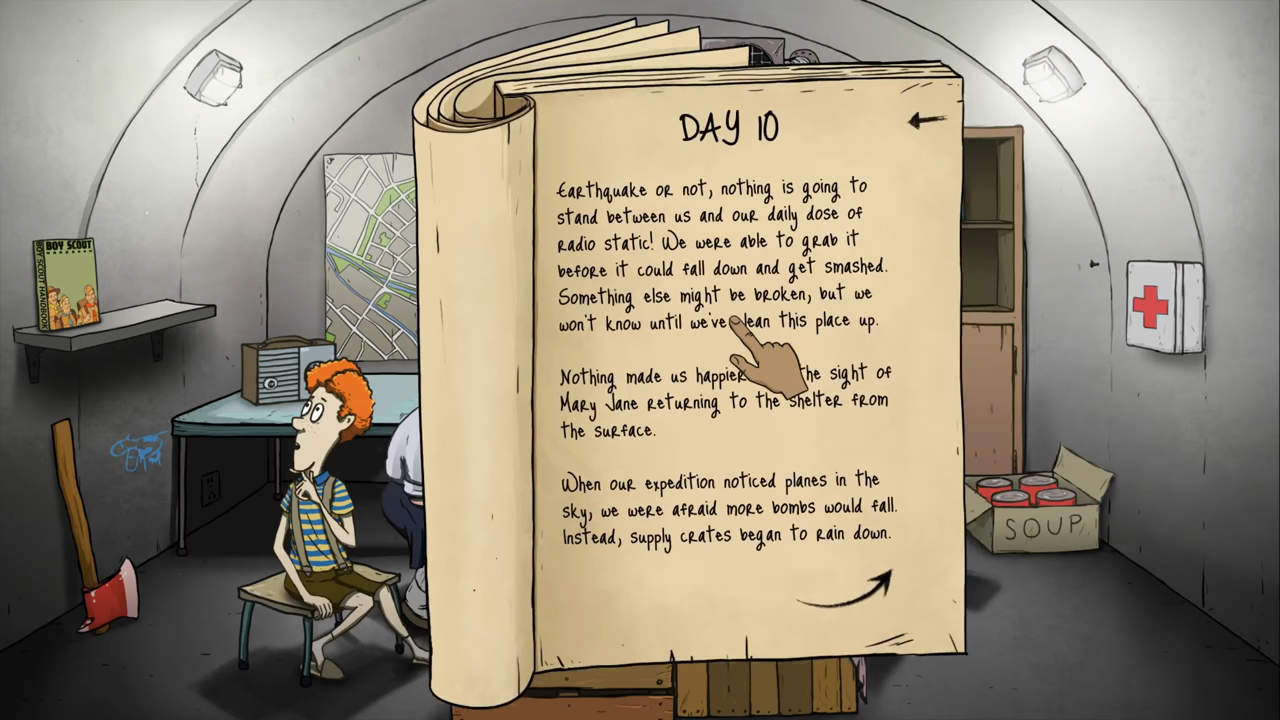 DAY 10
Earthquake or not, nothing is going to
stand between us and our daily dose of
radio static! We were able to grab it
before it could fall down and get smashed.
Something else might be broken, but we
won't know until we've lean this place up.
Nothing made us happier the sight of
Mary Jane returning to the shelter from
the surface.
When our expedition noticed planes in the
sky, we were afraid more bombs would fall.
Instead, supply crates began to rain down.
BOY SCOUT
BOY SCOUT HANDBOOK
SOUP